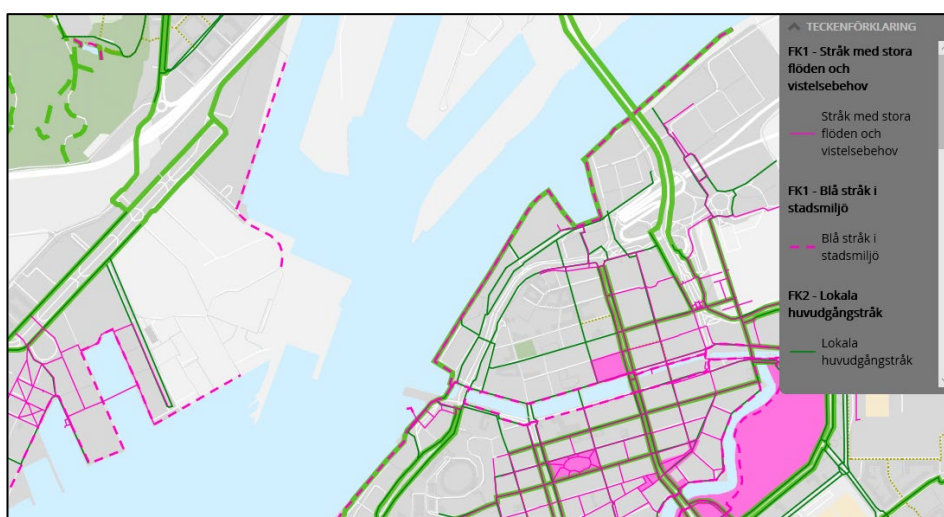 TECKENFÖRKLARING
FK1 - Stråk med stora
flöden och
vistelsebehov
Stråk med stora
flöden och
vistelsebehov
FK1 - Blå stråk i
stadsmiljö
Blå stråk i
stadsmiljö
FK2 - Lokala
huvudgångstråk
Lokala
huvudgångstråk